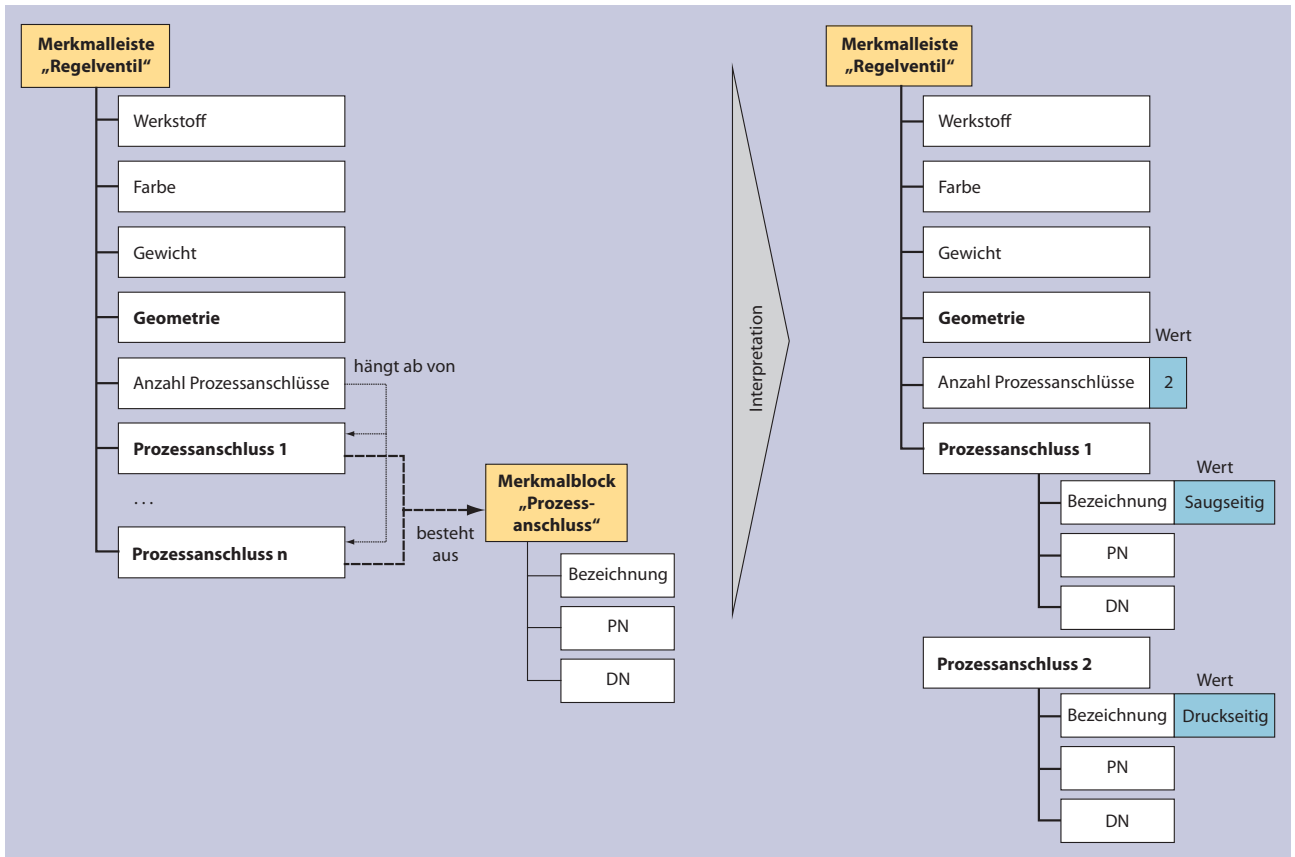 Merkmalleiste
„Regelventil“
Werkstoff
Farbe
Gewicht
Geometrie
Anzahl Prozessanschlüsse
hängt ab von
Prozessanschluss 1
...
Prozessanschluss n
besteht
aus
Merkmalblock
„Prozess-
anschluss“
Bezeichnung
PN
DN
Interpretation
Merkmalleiste
„Regelventil“
Werkstoff
Farbe
Gewicht
Geometrie
Wert
Anzahl Prozessanschlüsse 2
Prozessanschluss 1
Wert
Bezeichnung Saugseitig
PN
DN
Prozessanschluss 2
Wert
Bezeichnung Druckseitig
PN
DN